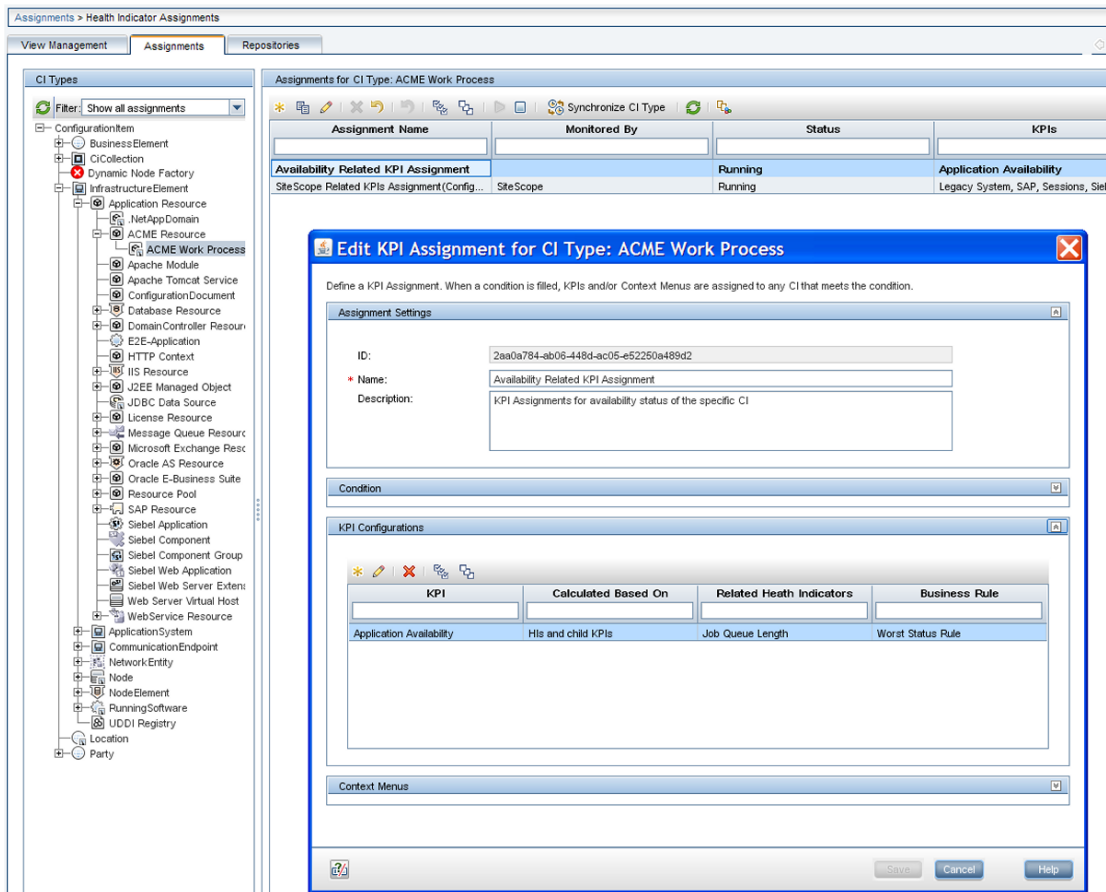 Assignments > Health Indicator Assignments
View Management
Assignments
Repositories
CI Types
Filter: Show all assignments
ConfigurationItem
BusinessElement
CiCollection
Dynamic Node Factory
InfrastructureElement
Application Resource
.NetAppDomain
ACME Resource
ACME Work Process
Apache Module
Apache Tomcat Service
ConfigurationDocument
Database Resource
DomainController Resour
E2E-Application
HTTP Context
IIS Resource
J2EE Managed Object
JDBC Data Source
License Resource
Message Queue Resourc
Microsoft Exchange Resc
Oracle AS Resource
Oracle E-Business Suite
Resource Pool
SAP Resource
Siebel Application
Siebel Component
Siebel Component Group
Siebel Web Application
Siebel Web Server Exten
Web Server Virtual Host
WebService Resource
ApplicationSystem
CommunicationEndpoint
NetworkEntity
Node
NodeElement
RunningSoftware
UDDI Registry
Location
Party
Assignments for CI Type: ACME Work Process
Synchronize CI Type
Assignment Name Monitored By Status KPIs
Availability Related KPI Assignment Running Application Availability
SiteScope Related KPIs Assignment(Config... SiteScope Running Legacy System, SAP, Sessions, Siel
Edit KPI Assignment for CI Type: ACME Work Process
Define a KPI Assignment. When a condition is filled, KPIs and/or Context Menus are assigned to any CI that meets the condition.
Assignment Settings
ID: 2aa0a784-ab06-448d-ac05-e52250a489d2
* Name: Availability Related KPI Assignment
Description: KPI Assignments for availability status of the specific CI
Condition
KPI Configurations
KPI Calculated Based On Related Heath Indicators Business Rule
Application Availability HIs and child KPIs Job Queue Length Worst Status Rule
Context Menus
Save Cancel Help